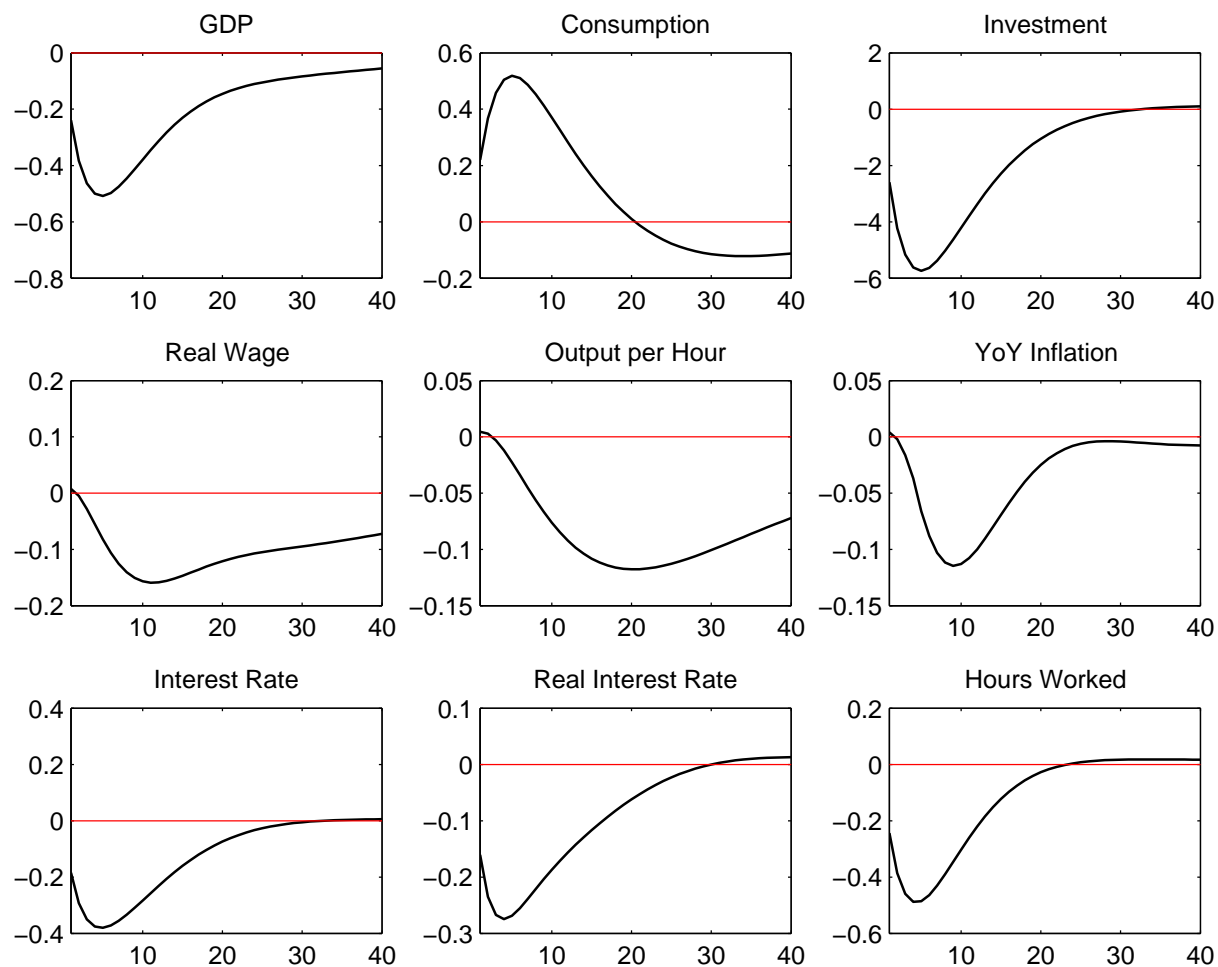 GDP
0
−0.2
−0.4
−0.6
−0.8
10 20 30 40
Consumption
0.6
0.4
0.2
0
−0.2
10 20 30 40
Investment
2
0
−2
−4
−6
10 20 30 40
Real Wage
0.2
0.1
0
−0.1
−0.2
10 20 30 40
Output per Hour
0.05
0
−0.05
−0.1
−0.15
10 20 30 40
YoY Inflation
0.05
0
−0.05
−0.1
−0.15
10 20 30 40
Interest Rate
0.4
0.2
0
−0.2
−0.4
10 20 30 40
Real Interest Rate
0.1
0
−0.1
−0.2
−0.3
10 20 30 40
Hours Worked
0.2
0
−0.2
−0.4
−0.6
10 20 30 40